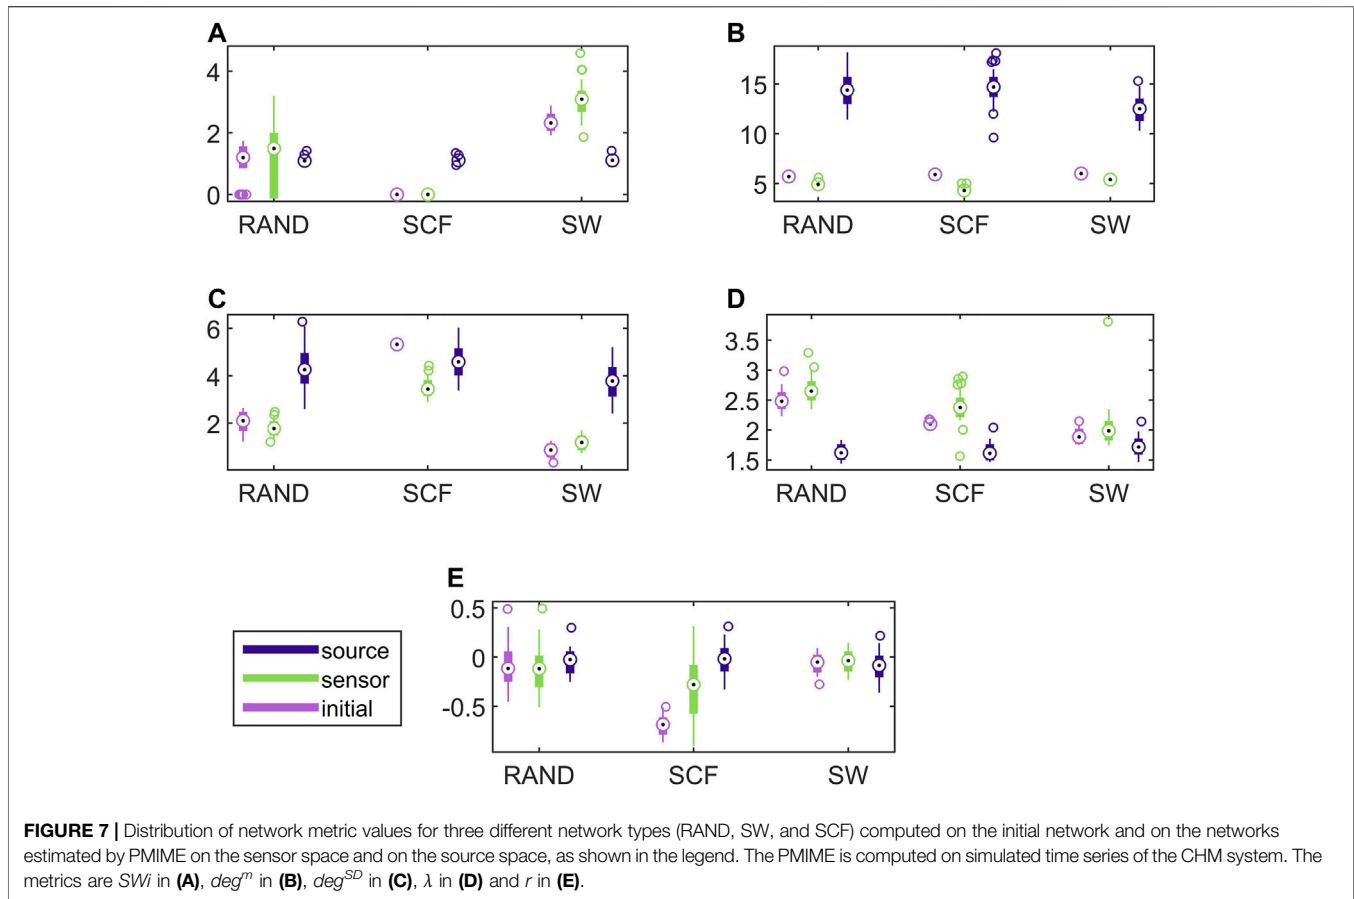 A
4
2
0
RAND
SCF
SW
B
15
10
5
RAND
SCF
SW
C
6
4
2
RAND
SCF
SW
D
3.5
3
2.5
2
1.5
RAND
SCF
SW
E
0.5
0
-0.5
RAND
SCF
SW
source
sensor
initial
FIGURE 7 | Distribution of network metric values for three different network types (RAND, SW, and SCF) computed on the initial network and on the networks
estimated by PMIME on the sensor space and on the source space, as shown in the legend. The PMIME is computed on simulated time series of the CHM system. The
metrics are SWi in (A), deg^m in (B), deg^SD in (C), λ in (D) and r in (E).